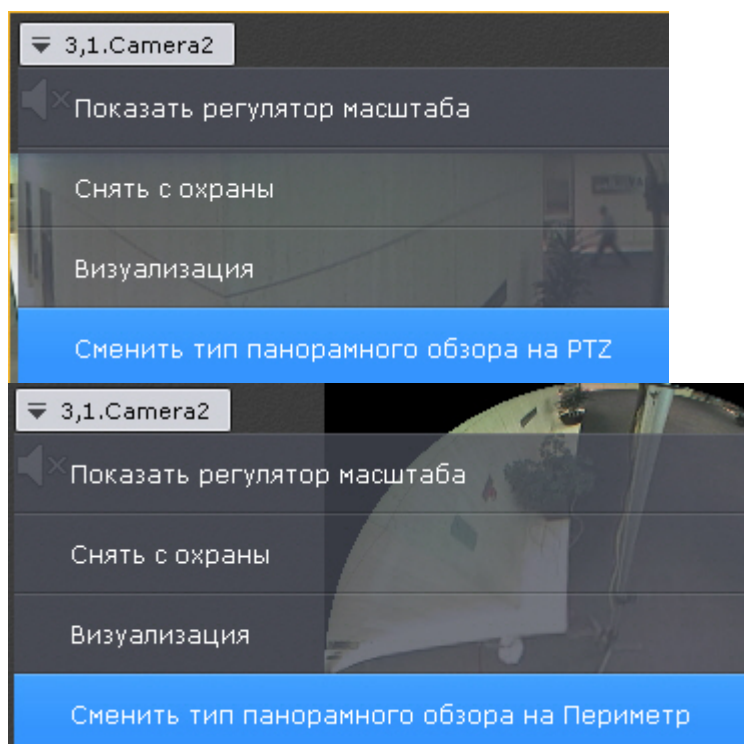 3,1.Camera2
Показать регулятор масштаба
Снять с охраны
Визуализация
Сменить тип панорамного обзора на PTZ
3,1.Camera2
Показать регулятор масштаба
Снять с охраны
Визуализация
Сменить тип панорамного обзора на Периметр